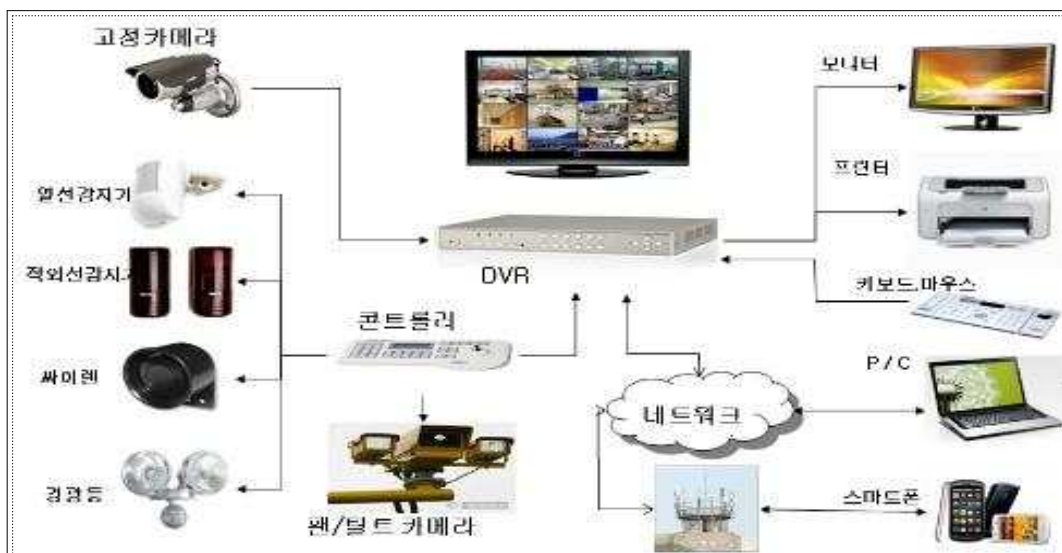 고정카메라
모니터
열선감지기
프린터
적외선감지기
DVR
키보드.마우스
콘트롤러
싸이렌
P / C
네트워크
경광등
팬/틸트 카메라
스마트폰